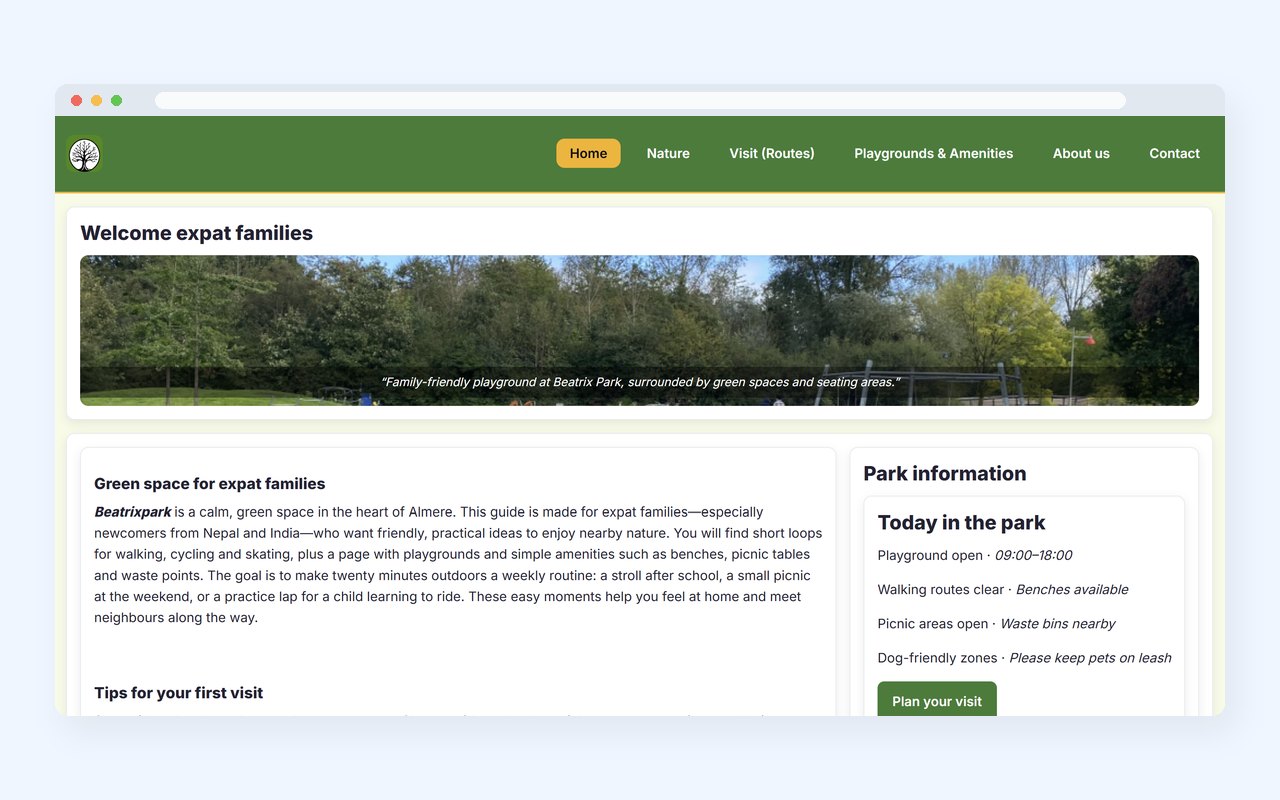 Home
Nature
Visit (Routes)
Playgrounds & Amenities
About us
Contact
Welcome expat families
“Family-friendly playground at Beatrix Park, surrounded by green spaces and seating areas.”
Green space for expat families
Beatrixpark is a calm, green space in the heart of Almere. This guide is made for expat families—especially
newcomers from Nepal and India—who want friendly, practical ideas to enjoy nearby nature. You will find short loops
for walking, cycling and skating, plus a page with playgrounds and simple amenities such as benches, picnic tables
and waste points. The goal is to make twenty minutes outdoors a weekly routine: a stroll after school, a small picnic
at the weekend, or a practice lap for a child learning to ride. These easy moments help you feel at home and meet
neighbours along the way.
Tips for your first visit
Park information
Today in the park
Playground open · 09:00–18:00
Walking routes clear · Benches available
Picnic areas open · Waste bins nearby
Dog-friendly zones · Please keep pets on leash
Plan your visit